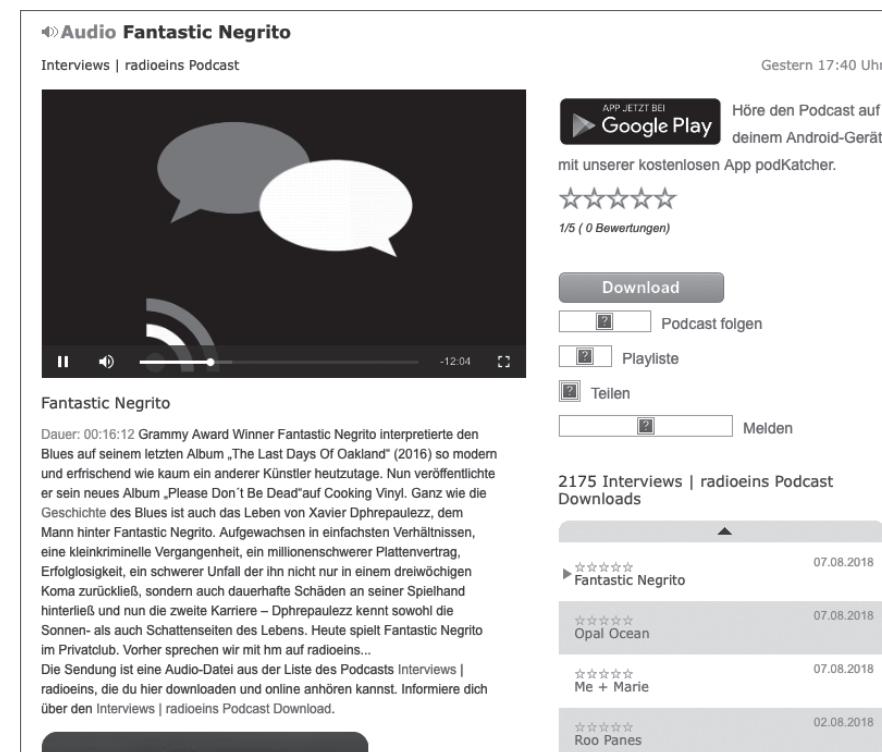 Audio Fantastic Negrito
Interviews | radioeins Podcast
Gestern 17:40 Uhr
-12:04
Fantastic Negrito
Dauer: 00:16:12 Grammy Award Winner Fantastic Negrito interpretierte den
Blues auf seinem letzten Album „The Last Days Of Oakland“ (2016) so modern
und erfrischend wie kaum ein anderer Künstler heutzutage. Nun veröffentlichte
er sein neues Album „Please Don´t Be Dead“auf Cooking Vinyl. Ganz wie die
Geschichte des Blues ist auch das Leben von Xavier Dphrepaulezz, dem
Mann hinter Fantastic Negrito. Aufgewachsen in einfachsten Verhältnissen,
eine kleinkriminelle Vergangenheit, ein millionenschwerer Plattenvertrag,
Erfolglosigkeit, ein schwerer Unfall der ihn nicht nur in einem dreiwöchigen
Koma zurückließ, sondern auch dauerhafte Schäden an seiner Spielhand
hinterließ und nun die zweite Karriere – Dphrepaulezz kennt sowohl die
Sonnen- als auch Schattenseiten des Lebens. Heute spielt Fantastic Negrito
im Privatclub. Vorher sprechen wir mit hm auf radioeins...
Die Sendung ist eine Audio-Datei aus der Liste des Podcasts Interviews |
radioeins, die du hier downloaden und online anhören kannst. Informiere dich
über den Interviews | radioeins Podcast Download.
APP JETZT BEI
Google Play
Höre den Podcast auf
deinem Android-Gerät
mit unserer kostenlosen App podKatcher.
1/5 ( 0 Bewertungen)
Download
? Podcast folgen
? Playliste
? Teilen
? Melden
2175 Interviews | radioeins Podcast
Downloads
07.08.2018
Fantastic Negrito
07.08.2018
Opal Ocean
07.08.2018
Me + Marie
02.08.2018
Roo Panes